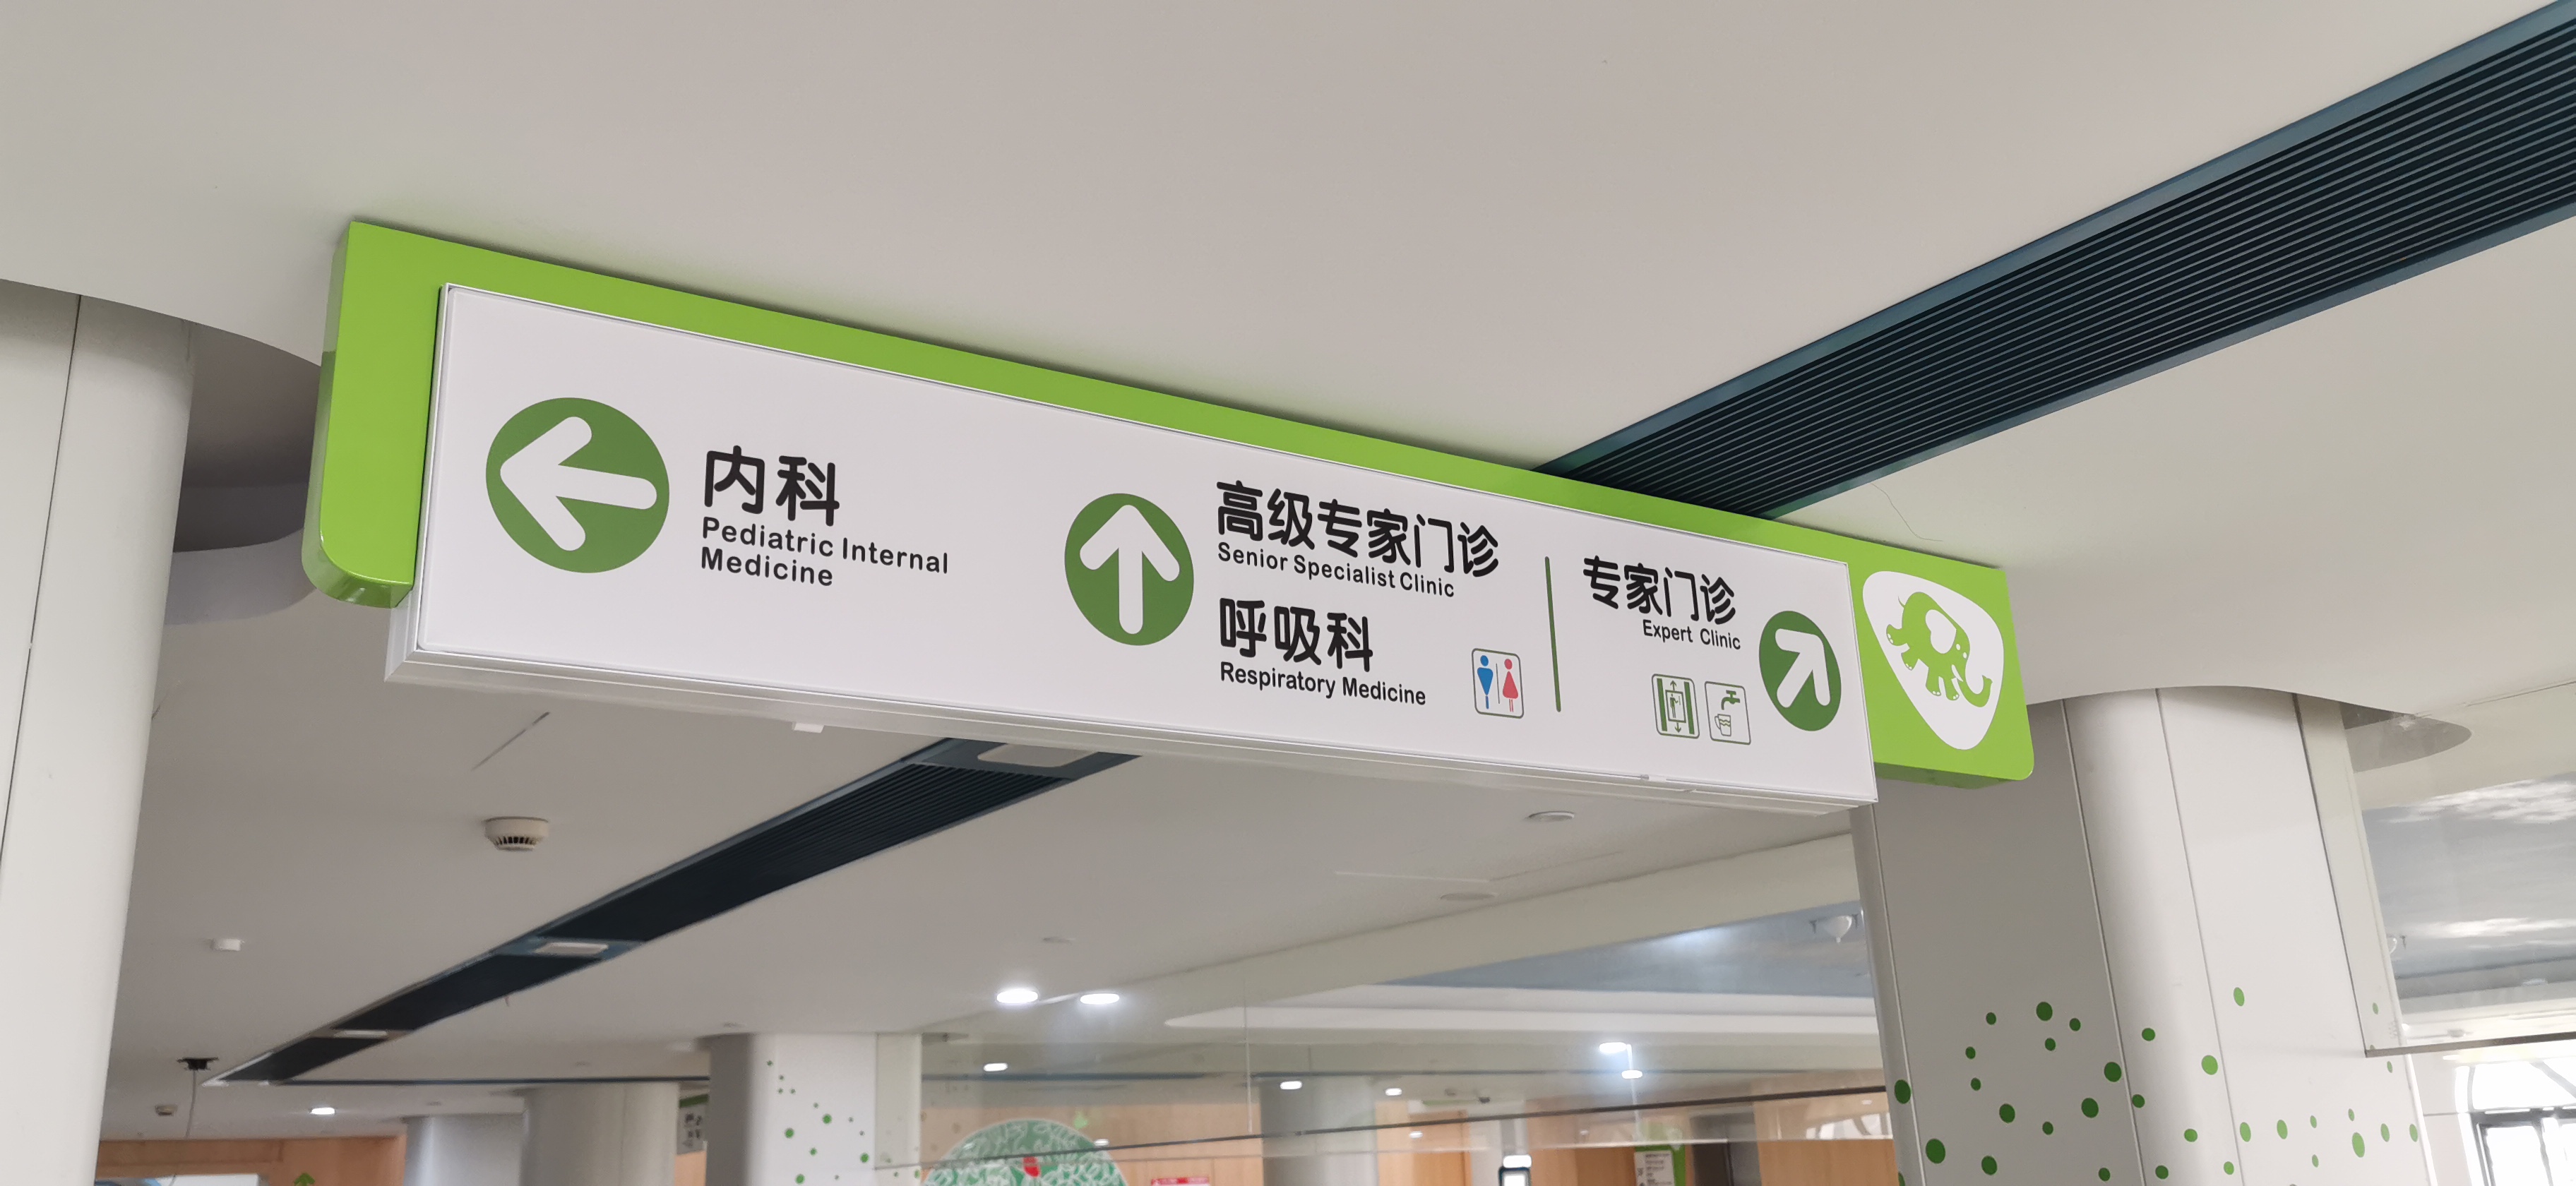 内科
Pediatric Internal
Medicine
高级专家门诊
Senior Specialist Clinic
呼吸科
Respiratory Medicine
专家门诊
Expert Clinic